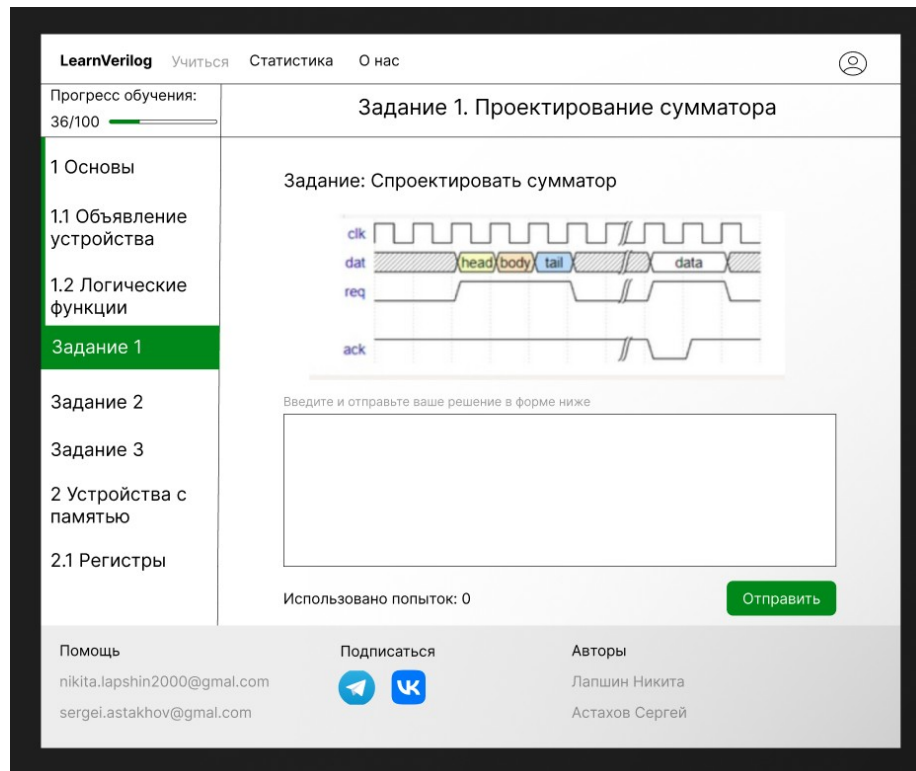 LearnVerilog Учиться Статистика О нас
Прогресс обучения:
36/100
Задание 1. Проектирование сумматора
1 Основы
1.1 Объявление
устройства
1.2 Логические
функции
Задание 1
Задание 2
Задание 3
2 Устройства с
памятью
2.1 Регистры
Задание: Спроектировать сумматор
clk
dat head body tail data
req
ack
Введите и отправьте ваше решение в форме ниже
Использовано попыток: 0
Отправить
Помощь
nikita.lapshin2000@gmal.com
sergei.astakhov@gmal.com
Подписаться
Авторы
Лапшин Никита
Астахов Сергей